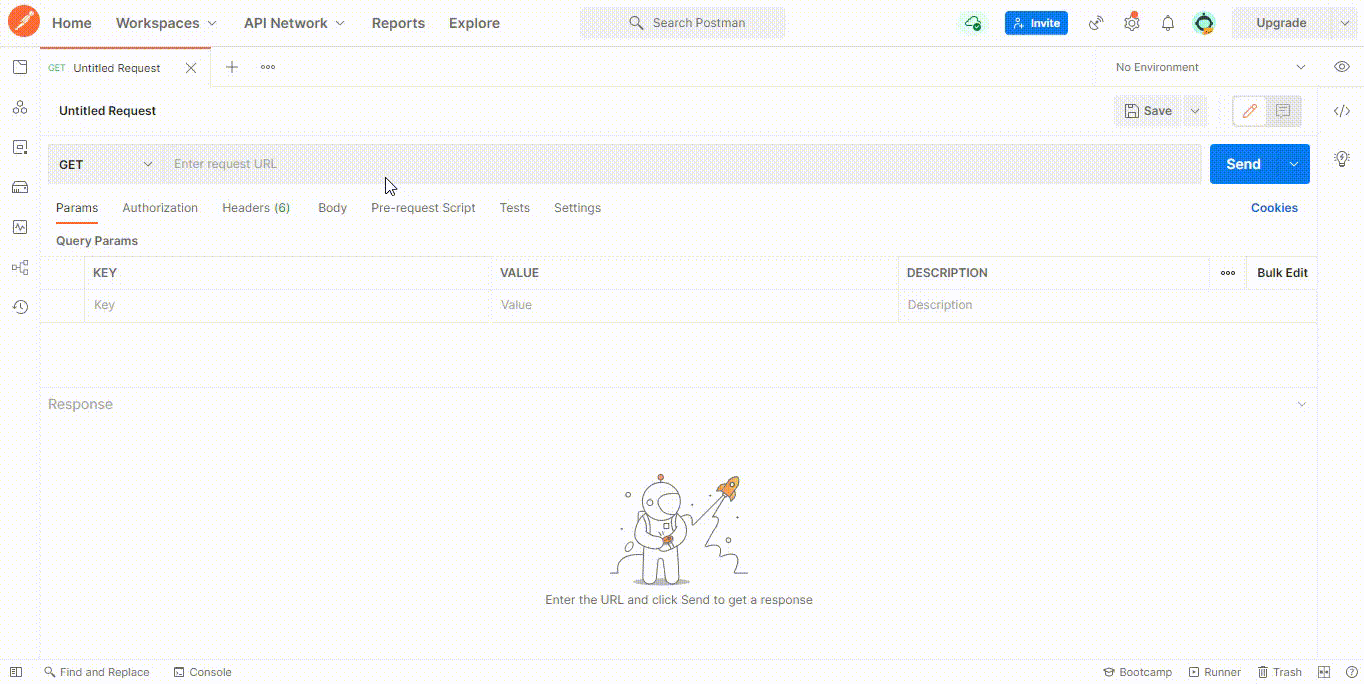 Home Workspaces API Network Reports Explore Search Postman Invite Upgrade
GET Untitled Request No Environment
Untitled Request Save
GET Enter request URL Send
Params Authorization Headers (6) Body Pre-request Script Tests Settings Cookies
Query Params
KEY VALUE DESCRIPTION Bulk Edit
Key Value Description
Response
Enter the URL and click Send to get a response
Find and Replace Console Bootcamp Runner Trash